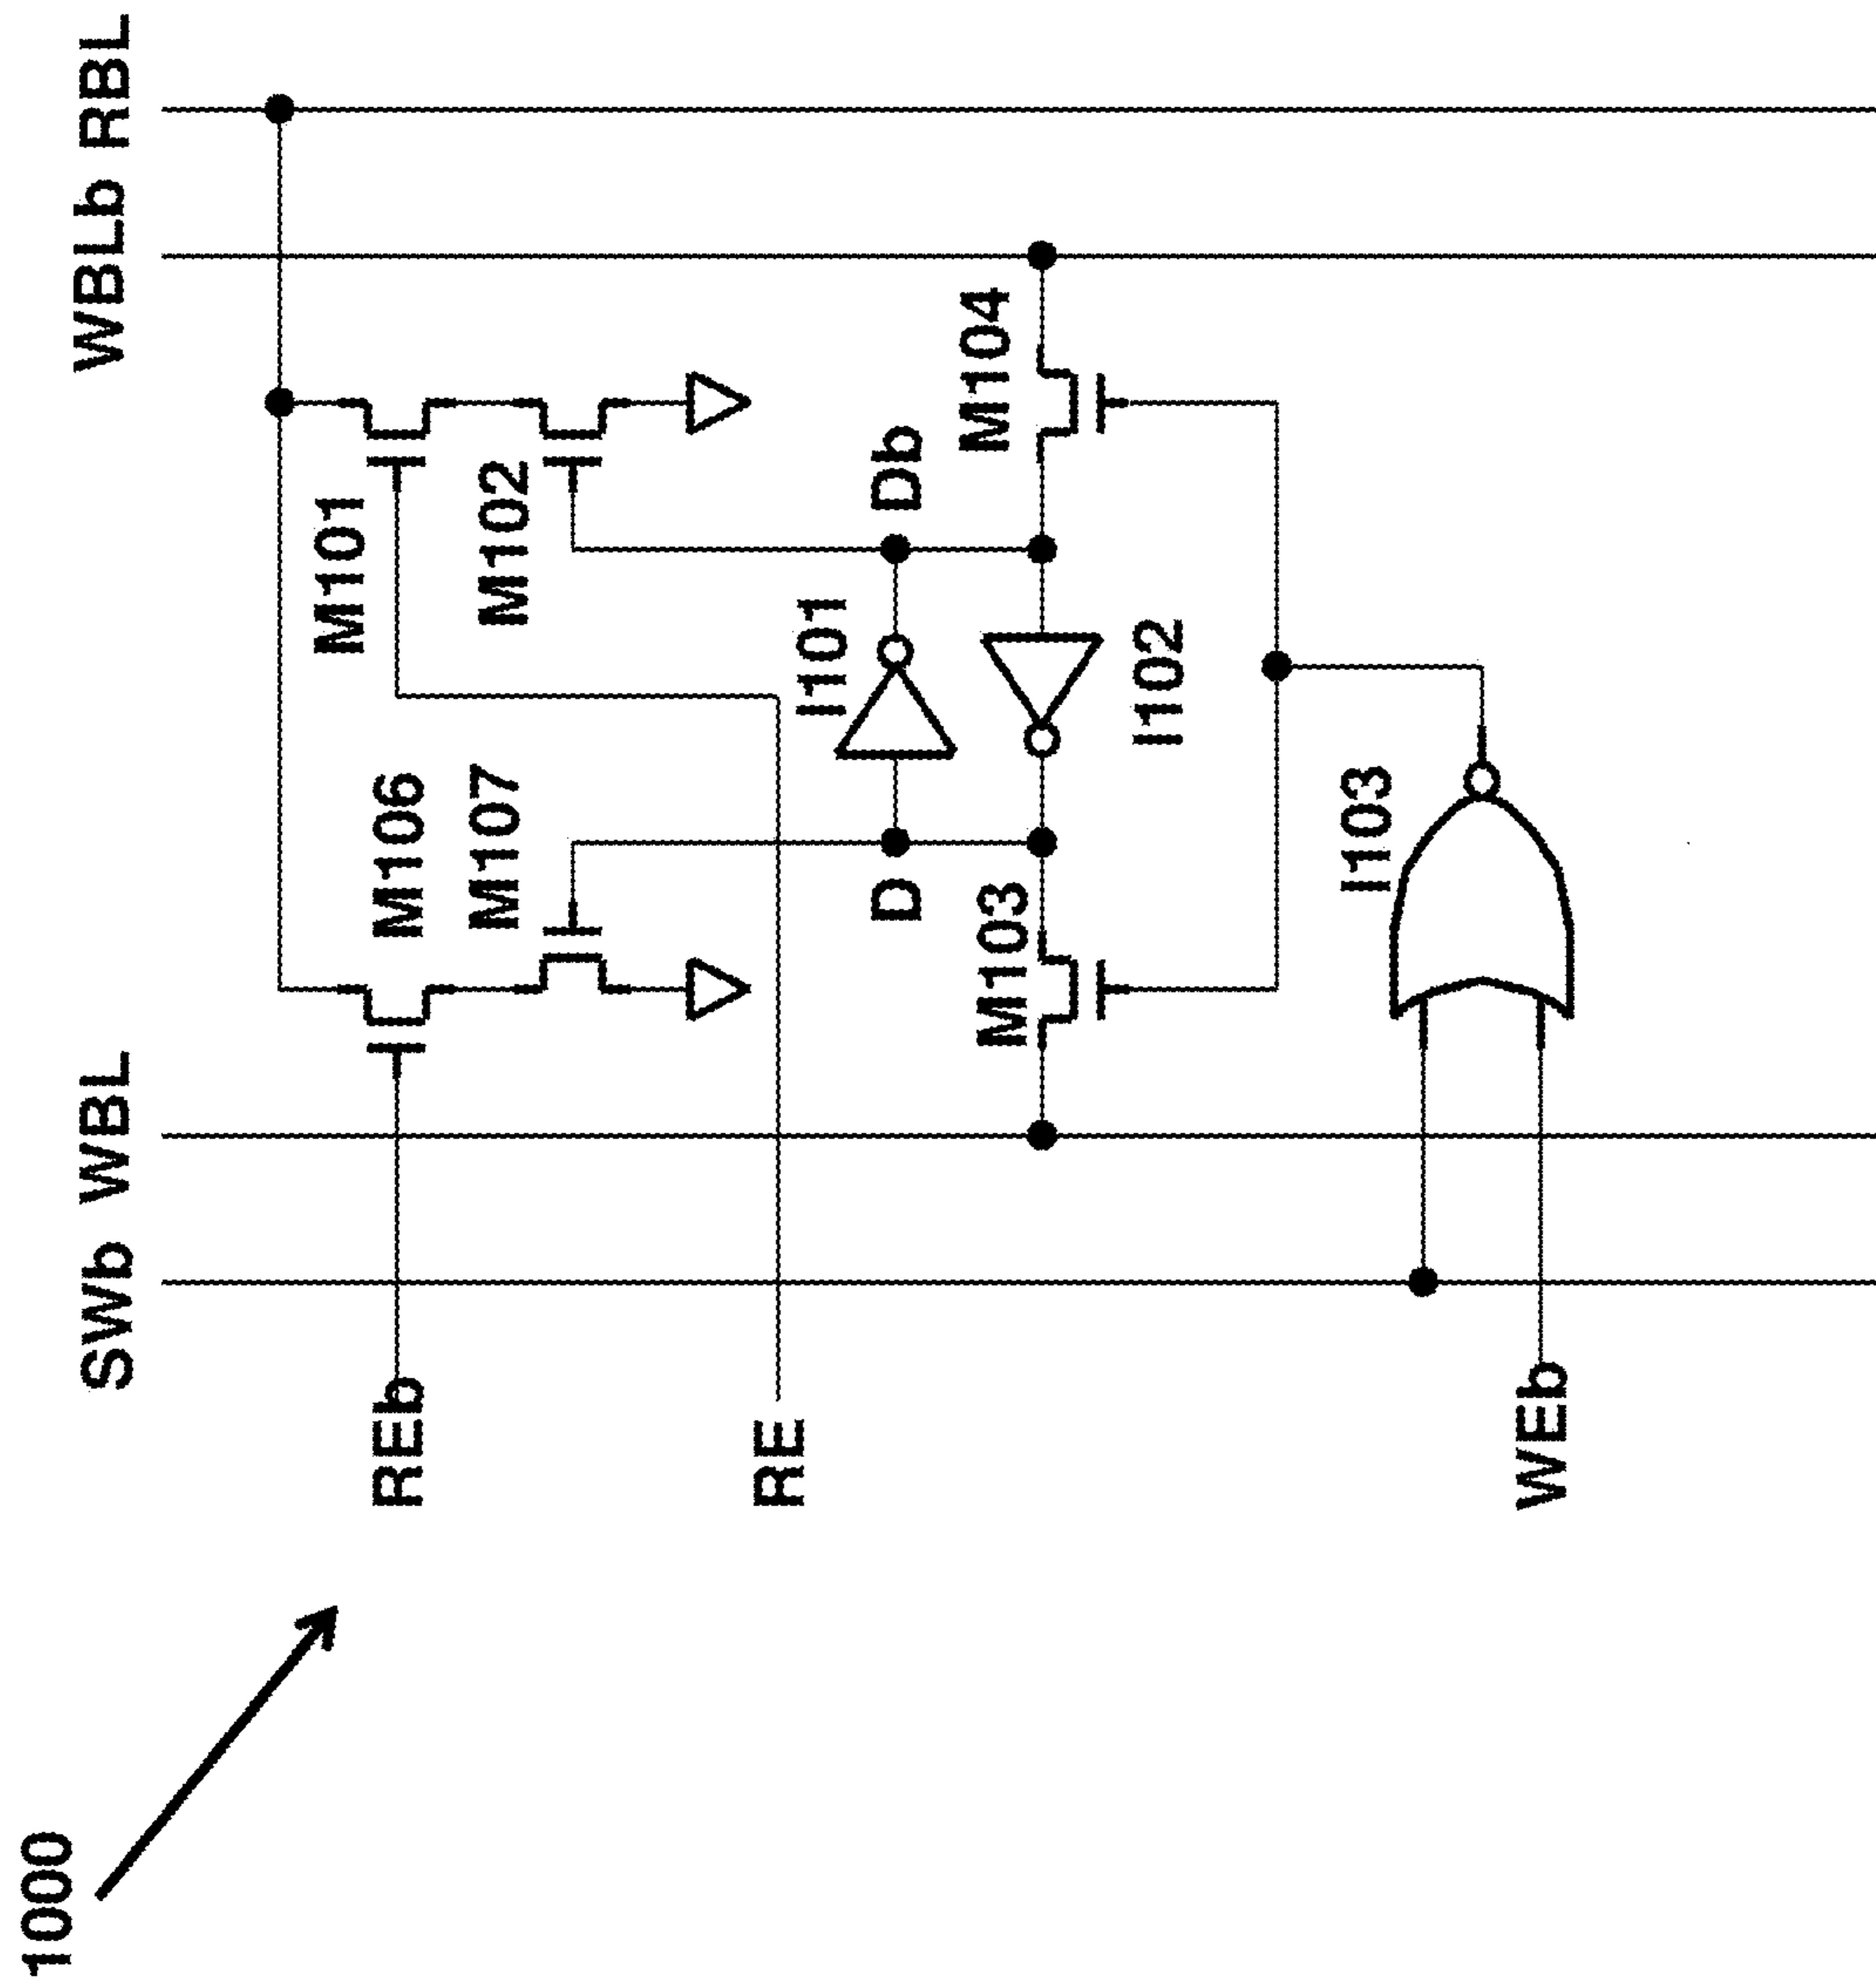 1000
SWb WBL WBLb RBL
REb
M106
M107
M101
M102
RE
I101
D
Db
M103
M104
I102
I103
WEb